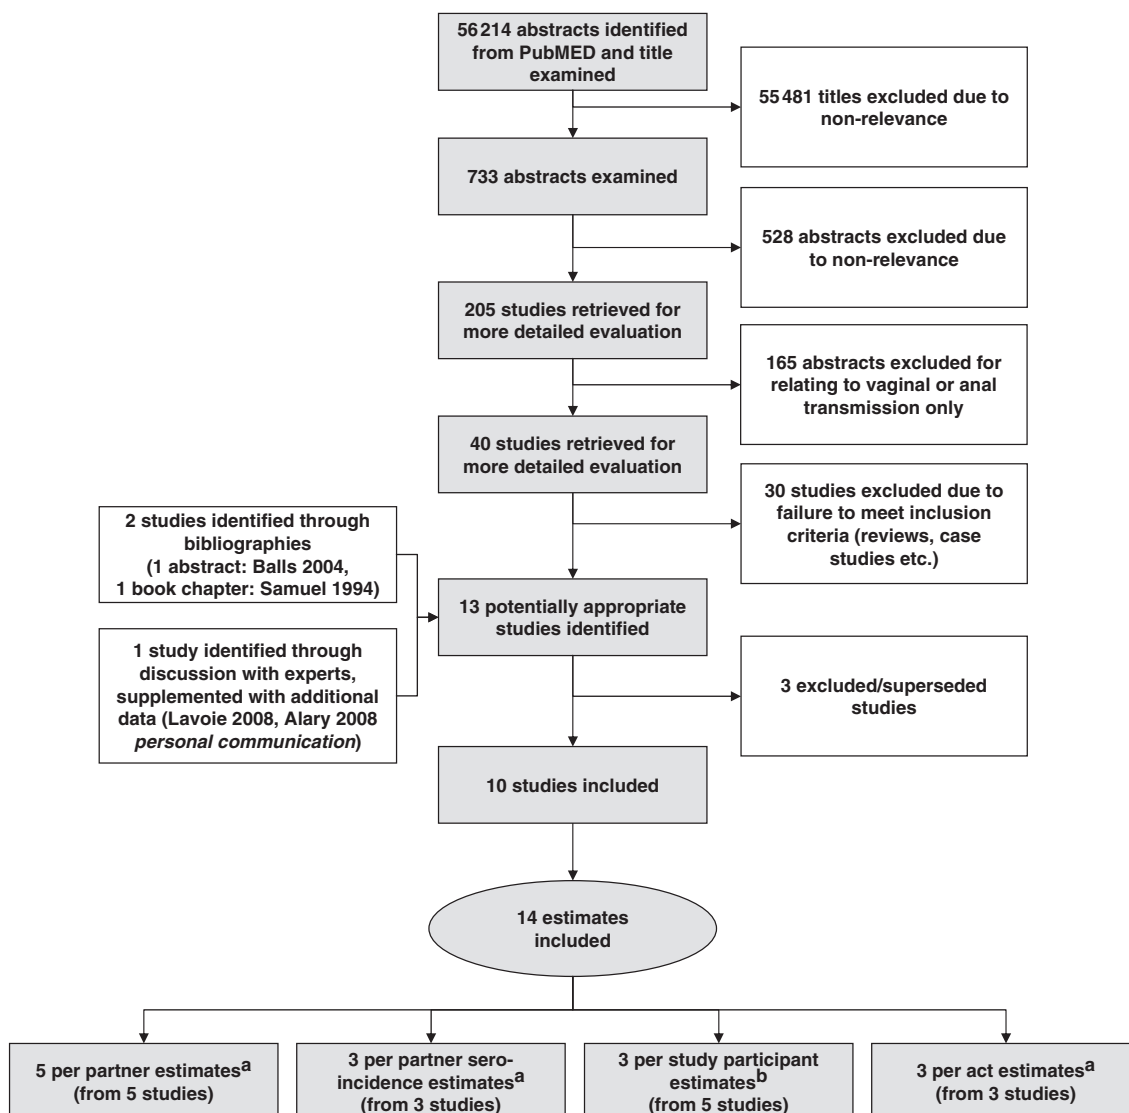 56 214 abstracts identified
from PubMED and title
examined
55 481 titles excluded due to
non-relevance
733 abstracts examined
528 abstracts excluded due
to non-relevance
205 studies retrieved for
more detailed evaluation
165 abstracts excluded for
relating to vaginal or anal
transmission only
40 studies retrieved for
more detailed evaluation
30 studies excluded due to
failure to meet inclusion
criteria (reviews, case
studies etc.)
2 studies identified through
bibliographies
(1 abstract: Balls 2004,
1 book chapter: Samuel 1994)
13 potentially appropriate
studies identified
1 study identified through
discussion with experts,
supplemented with additional
data (Lavoie 2008, Alary 2008
personal communication)
3 excluded/superseded
studies
10 studies included
14 estimates
included
5 per partner estimatesa
(from 5 studies)
3 per partner sero-
incidence estimatesa
(from 3 studies)
3 per study participant
estimatesb
(from 5 studies)
3 per act estimatesa
(from 3 studies)